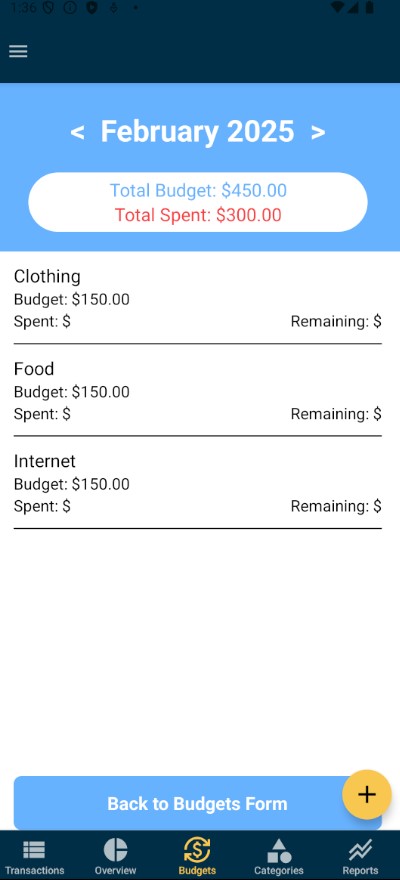 1:36
< February 2025 >
Total Budget: $450.00
Total Spent: $300.00
Clothing
Budget: $150.00
Spent: $ Remaining: $
Food
Budget: $150.00
Spent: $ Remaining: $
Internet
Budget: $150.00
Spent: $ Remaining: $
Back to Budgets Form
+
Transactions Overview Budgets Categories Reports